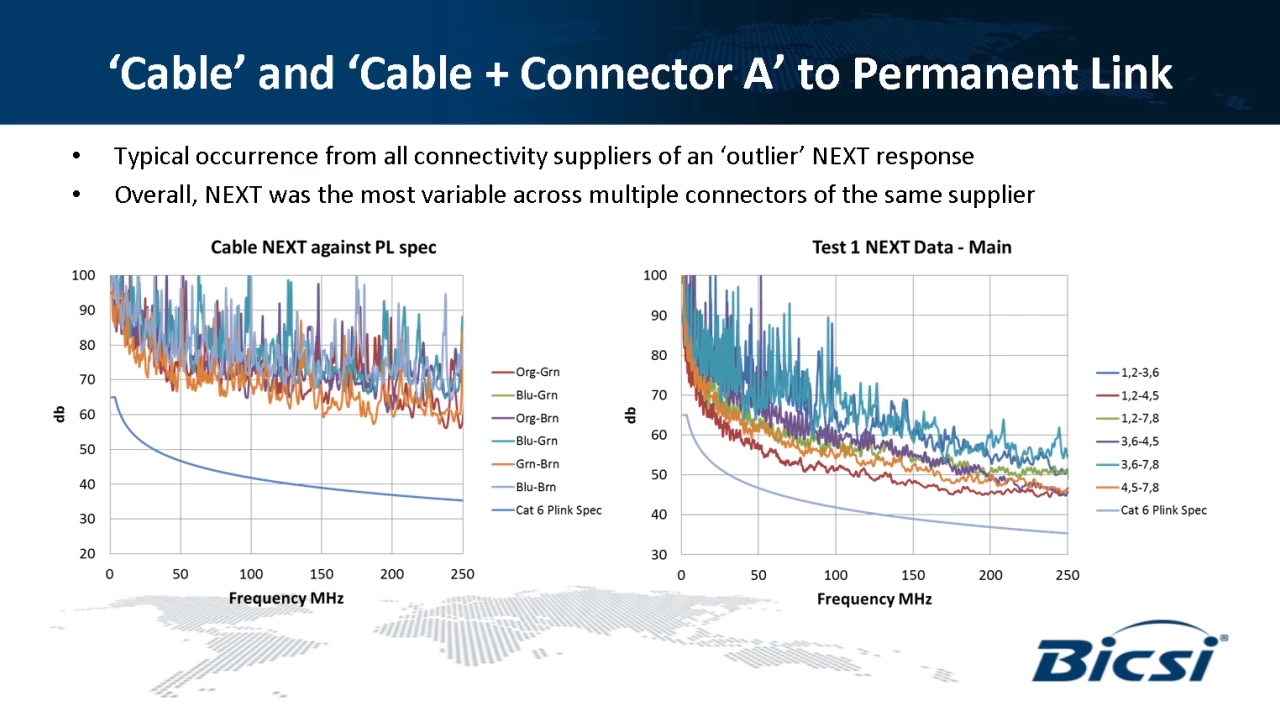 ‘Cable’ and ‘Cable + Connector A’ to Permanent Link
• Typical occurrence from all connectivity suppliers of an ‘outlier’ NEXT response
• Overall, NEXT was the most variable across multiple connectors of the same supplier
Cable NEXT against PL spec
100
90
80
70
60
50
40
30
20
db
0 50 100 150 200 250
Frequency MHz
Org-Grn
Blu-Grn
Org-Brn
Blu-Grn
Grn-Brn
Blu-Brn
Cat 6 Plink Spec
Test 1 NEXT Data - Main
100
90
80
70
60
50
40
30
db
0 50 100 150 200 250
Frequency MHz
1,2-3,6
1,2-4,5
1,2-7,8
3,6-4,5
3,6-7,8
4,5-7,8
Cat 6 Plink Spec
Bicsi®